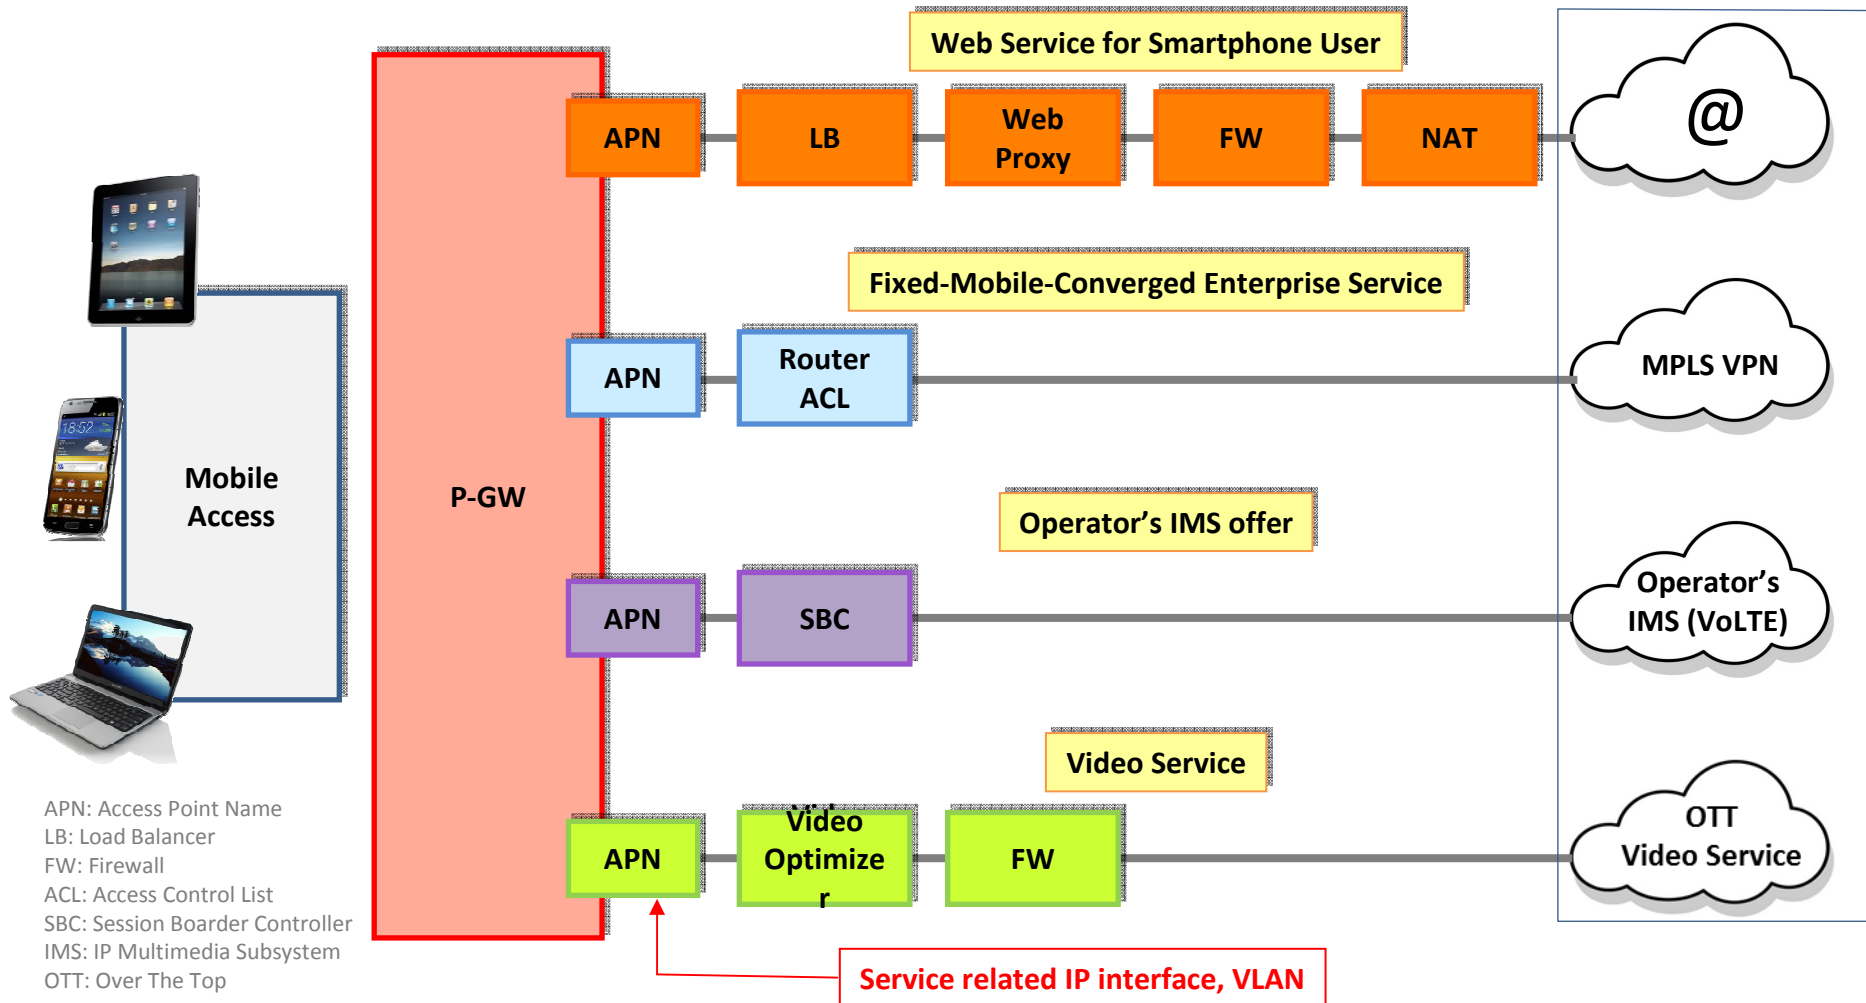 Web Service for Smartphone User
APN
LB
Web
Proxy
FW
NAT
@
Fixed-Mobile-Converged Enterprise Service
APN
Router
ACL
MPLS VPN
18:52
Mobile
Access
P-GW
Operator’s IMS offer
APN
SBC
Operator’s
IMS (VoLTE)
Video Service
APN
Video
Optimize
r
FW
OTT
Video Service
APN: Access Point Name
LB: Load Balancer
FW: Firewall
ACL: Access Control List
SBC: Session Boarder Controller
IMS: IP Multimedia Subsystem
OTT: Over The Top
Service related IP interface, VLAN